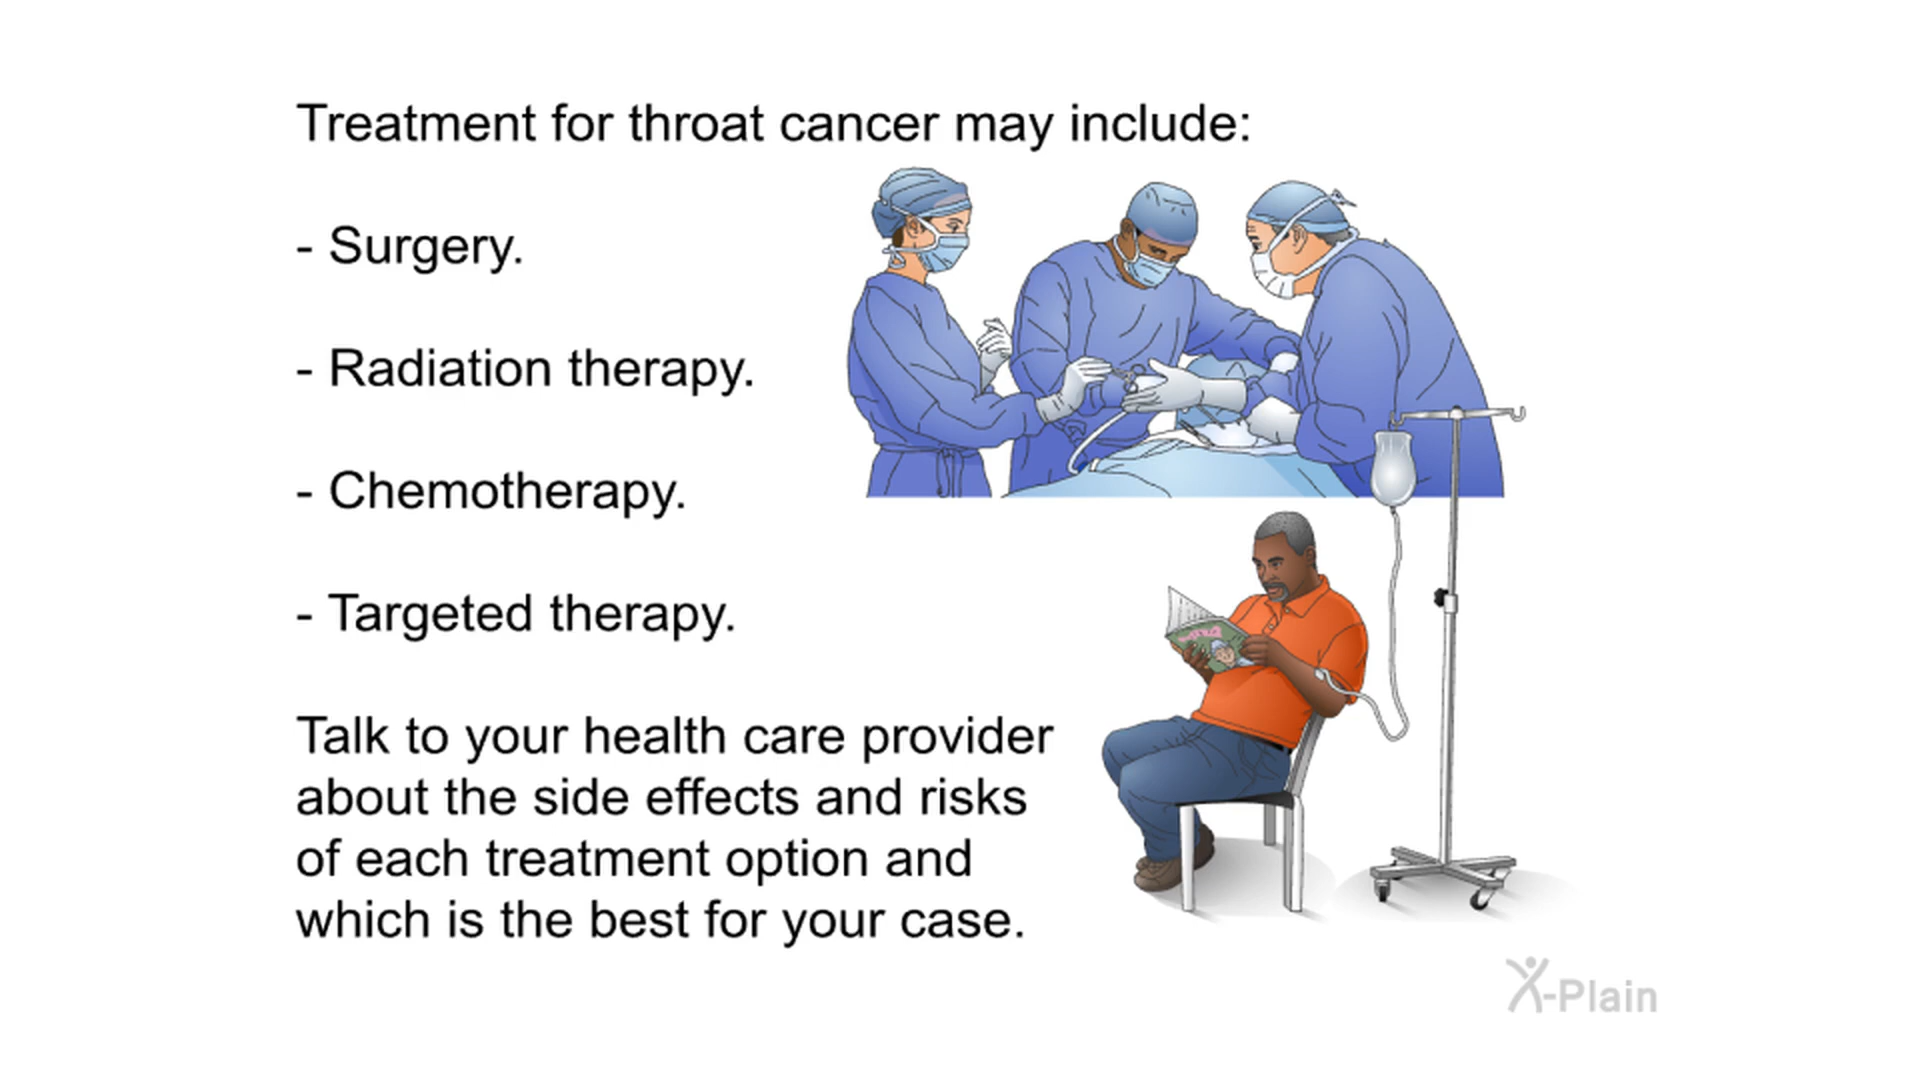 Treatment for throat cancer may include:
- Surgery.
- Radiation therapy.
- Chemotherapy.
- Targeted therapy.
Talk to your health care provider
about the side effects and risks
of each treatment option and
which is the best for your case.
X-Plain